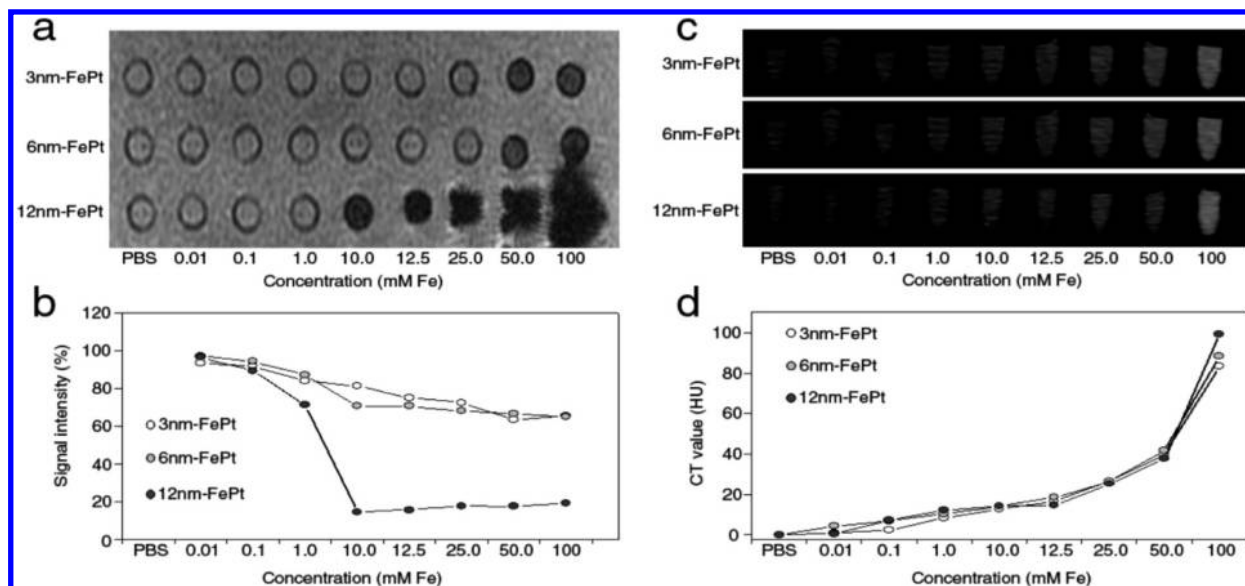 a
3nm-FePt
6nm-FePt
12nm-FePt
PBS 0.01 0.1 1.0 10.0 12.5 25.0 50.0 100
Concentration (mM Fe)
b
120
100
80
60
40
20
0
Signal intensity (%)
3nm-FePt
6nm-FePt
12nm-FePt
PBS 0.01 0.1 1.0 10.0 12.5 25.0 50.0 100
Concentration (mM Fe)
c
3nm-FePt
6nm-FePt
12nm-FePt
PBS 0.01 0.1 1.0 10.0 12.5 25.0 50.0 100
Concentration (mM Fe)
d
100
80
60
40
20
0
CT value (HU)
3nm-FePt
6nm-FePt
12nm-FePt
PBS 0.01 0.1 1.0 10.0 12.5 25.0 50.0 100
Concentration (mM Fe)